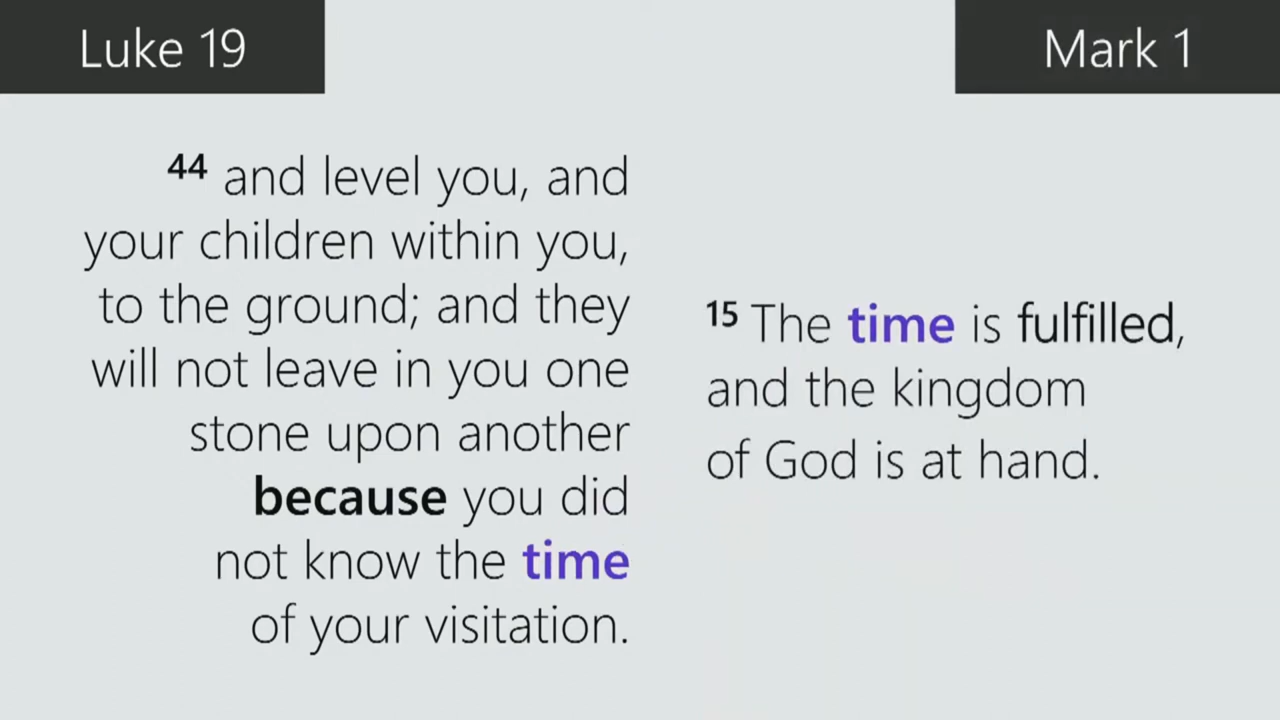 Luke 19
44 and level you, and
your children within you,
to the ground; and they
will not leave in you one
stone upon another
because you did
not know the time
of your visitation.
Mark 1
15 The time is fulfilled,
and the kingdom
of God is at hand.